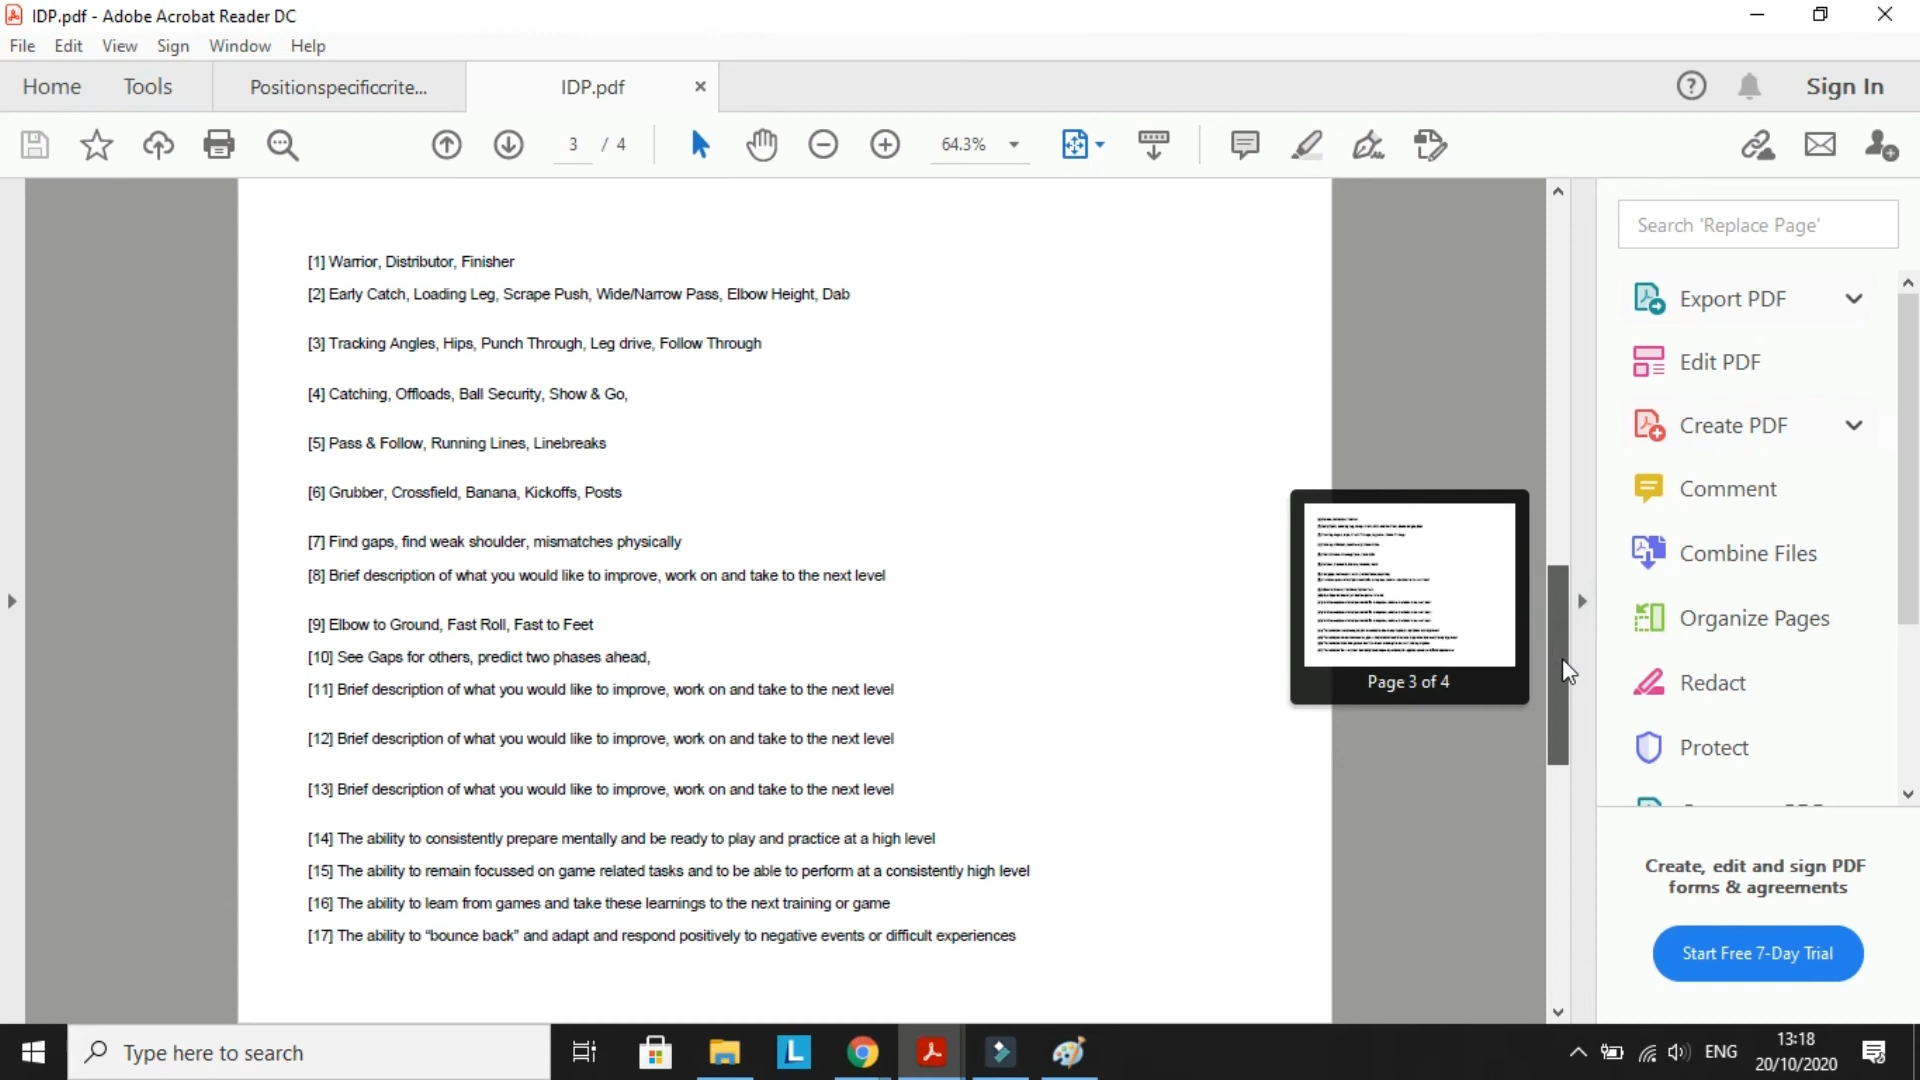 IDP.pdf - Adobe Acrobat Reader DC
File Edit View Sign Window Help
Home Tools Positionspecificcrite... IDP.pdf Sign In
3 / 4 64.3%
[1] Warrior, Distributor, Finisher
[2] Early Catch, Loading Leg, Scrape Push, Wide/Narrow Pass, Elbow Height, Dab
[3] Tracking Angles, Hips, Punch Through, Leg drive, Follow Through
[4] Catching, Offloads, Ball Security, Show & Go,
[5] Pass & Follow, Running Lines, Linebreaks
[6] Grubber, Crossfield, Banana, Kickoffs, Posts
[7] Find gaps, find weak shoulder, mismatches physically
[8] Brief description of what you would like to improve, work on and take to the next level
[9] Elbow to Ground, Fast Roll, Fast to Feet
[10] See Gaps for others, predict two phases ahead,
[11] Brief description of what you would like to improve, work on and take to the next level
[12] Brief description of what you would like to improve, work on and take to the next level
[13] Brief description of what you would like to improve, work on and take to the next level
[14] The ability to consistently prepare mentally and be ready to play and practice at a high level
[15] The ability to remain focussed on game related tasks and to be able to perform at a consistently high level
[16] The ability to learn from games and take these learnings to the next training or game
[17] The ability to “bounce back” and adapt and respond positively to negative events or difficult experiences
Page 3 of 4
Search 'Replace Page'
Export PDF
Edit PDF
Create PDF
Comment
Combine Files
Organize Pages
Redact
Protect
Create, edit and sign PDF
forms & agreements
Start Free 7-Day Trial
Type here to search
L
ENG
13:18
20/10/2020